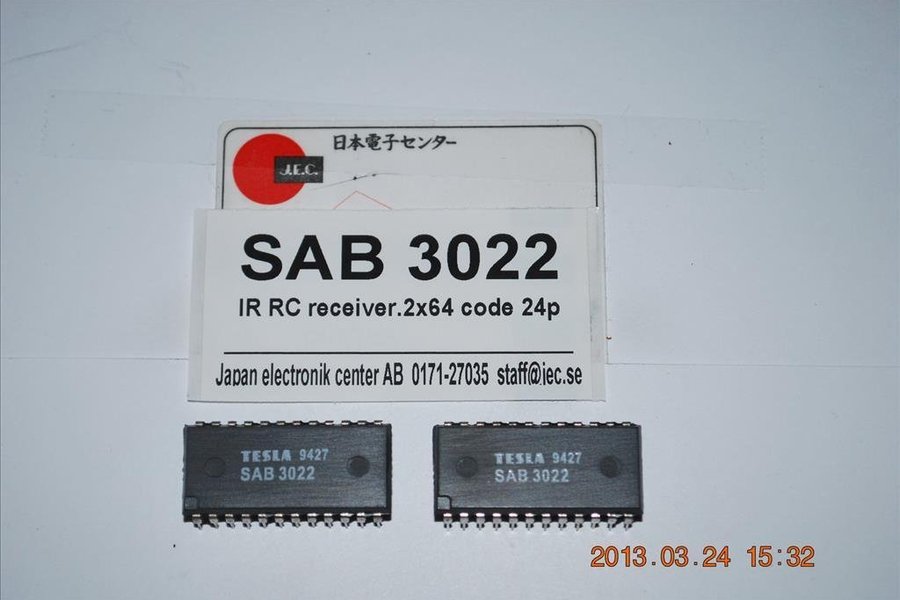 日本電子センター
J.E.C.
SAB 3022
IR RC receiver.2x64 code 24p
Japan electronik center AB 0171-27035 staff@jec.se
TESLA 9427
SAB 3022
TESLA 9427
SAB 3022
2013.03.24 15:32